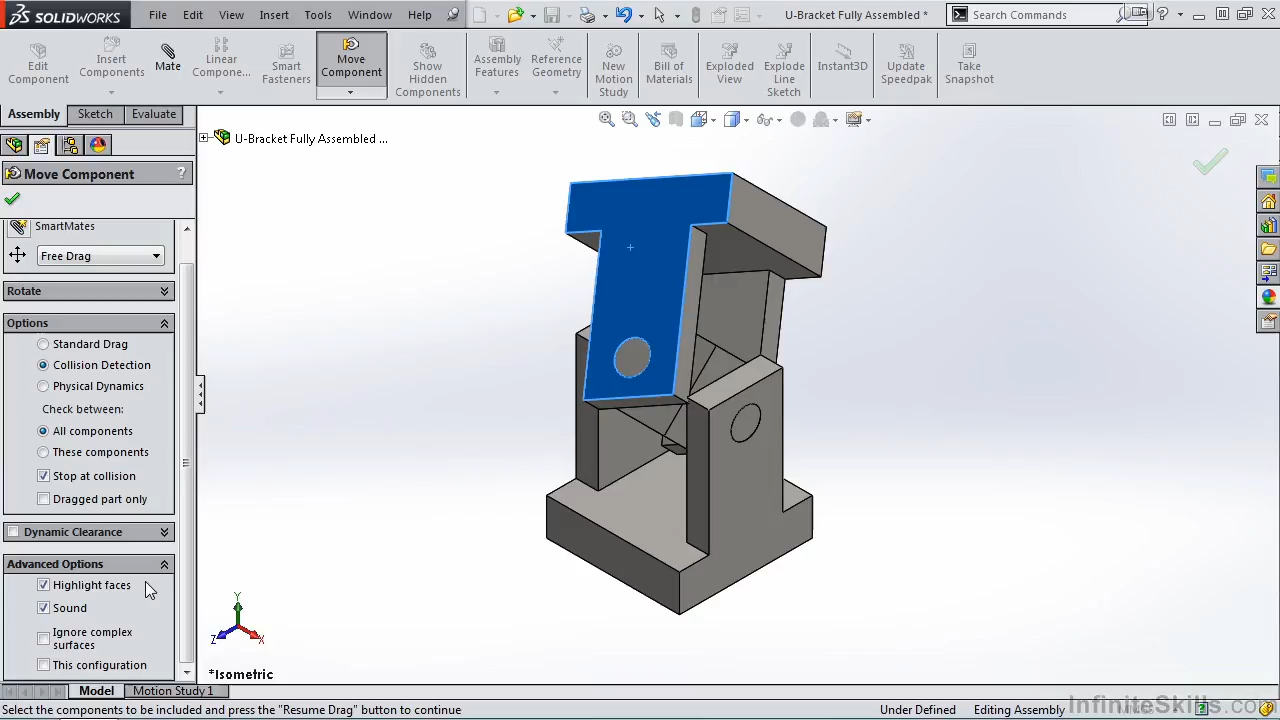 SOLIDWORKS File Edit View Insert Tools Window Help U-Bracket Fully Assembled * Search Commands
Edit Component
Insert Components
Mate
Linear Compone...
Smart Fasteners
Move Component
Show Hidden Components
Assembly Features
Reference Geometry
New Motion Study
Bill of Materials
Exploded View
Explode Line Sketch
Instant3D
Update Speedpak
Take Snapshot
Assembly Sketch Evaluate
U-Bracket Fully Assembled ...
Move Component ?
SmartMates
Free Drag
Rotate
Options
Standard Drag
Collision Detection
Physical Dynamics
Check between:
All components
These components
Stop at collision
Dragged part only
Dynamic Clearance
Advanced Options
Highlight faces
Sound
Ignore complex
surfaces
This configuration
Y
Z X
*Isometric
Model Motion Study 1
InfiniteSkills.com
Select the components to be included and press the "Resume Drag" button to continue Under Defined Editing Assembly